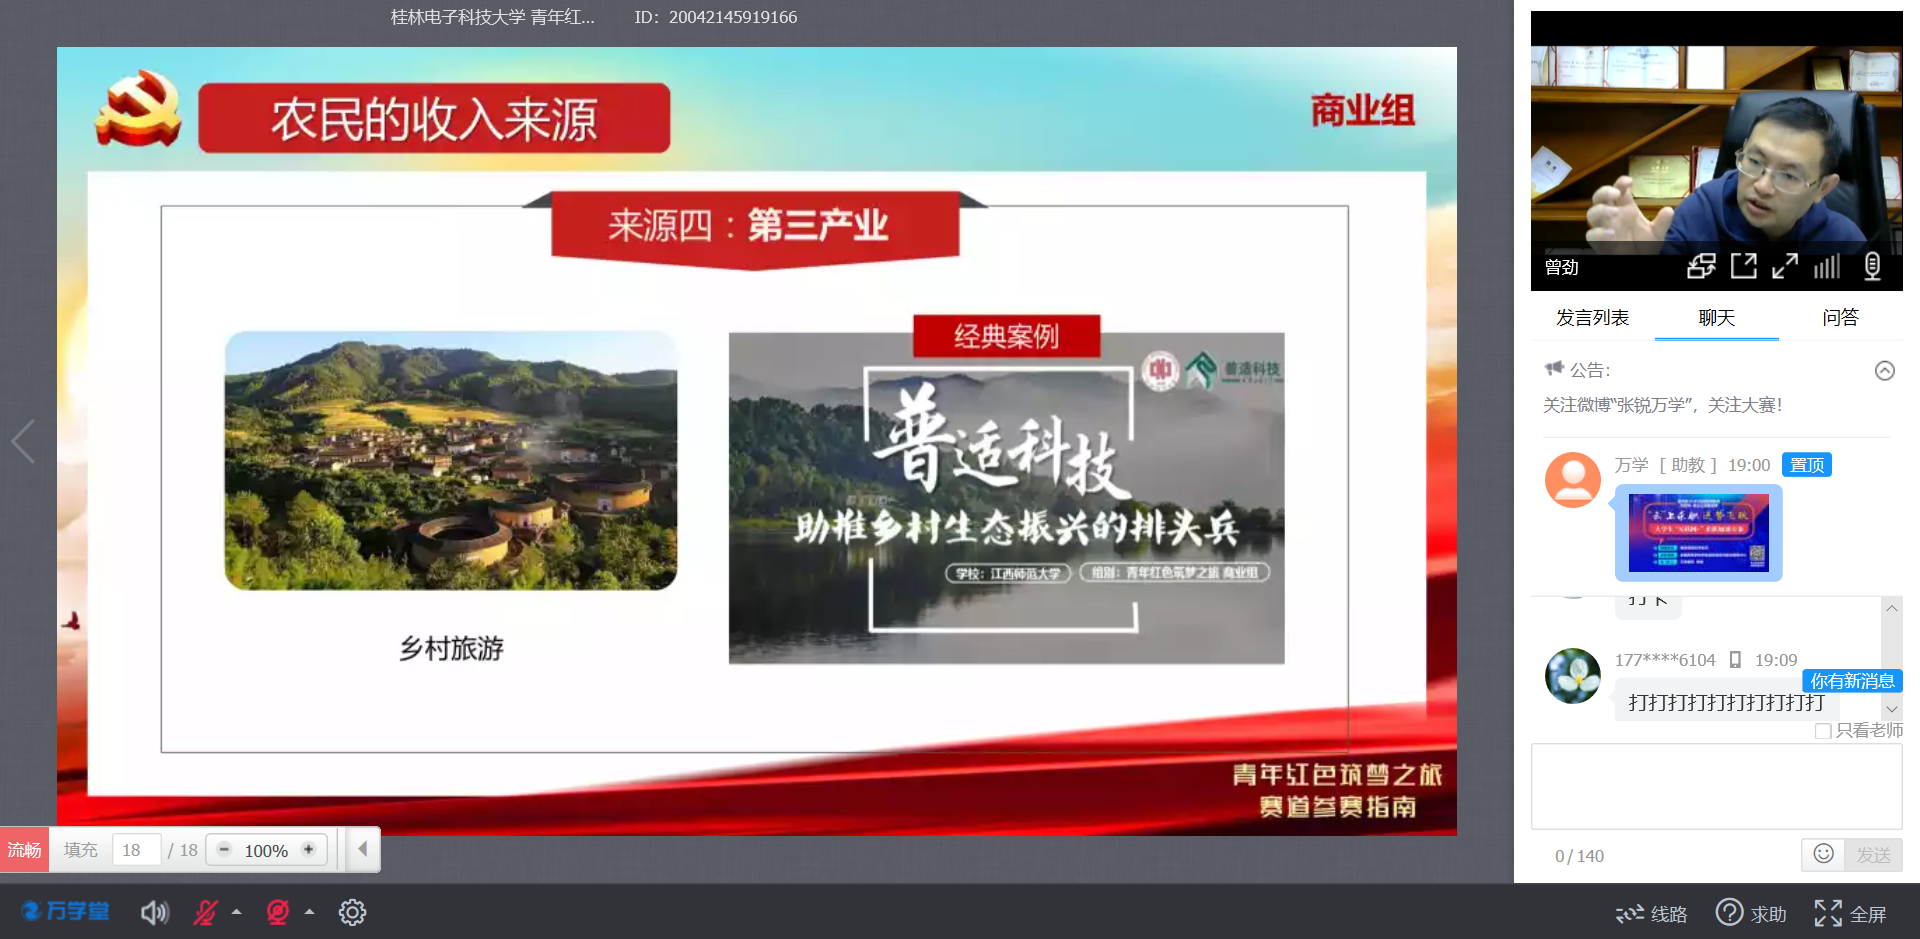 桂林电子科技大学 青年红...
ID：20042145919166
农民的收入来源
商业组
来源四：第三产业
经典案例
普适科技
普适科技
助推乡村生态振兴的排头兵
学校：江西师范大学
组别：青年红色筑梦之旅 商业组
乡村旅游
青年红色筑梦之旅
赛道参赛指南
流畅
填充
18
/ 18
100%
万学堂
曾劲
发言列表
聊天
问答
公告：
关注微博“张锐万学”，关注大赛！
万学 [ 助教 ] 19:00 置顶
打卡
177****6104 19:09
你有新消息
打打打打打打打打打打
只看老师
0 / 140
发送
线路
求助
全屏